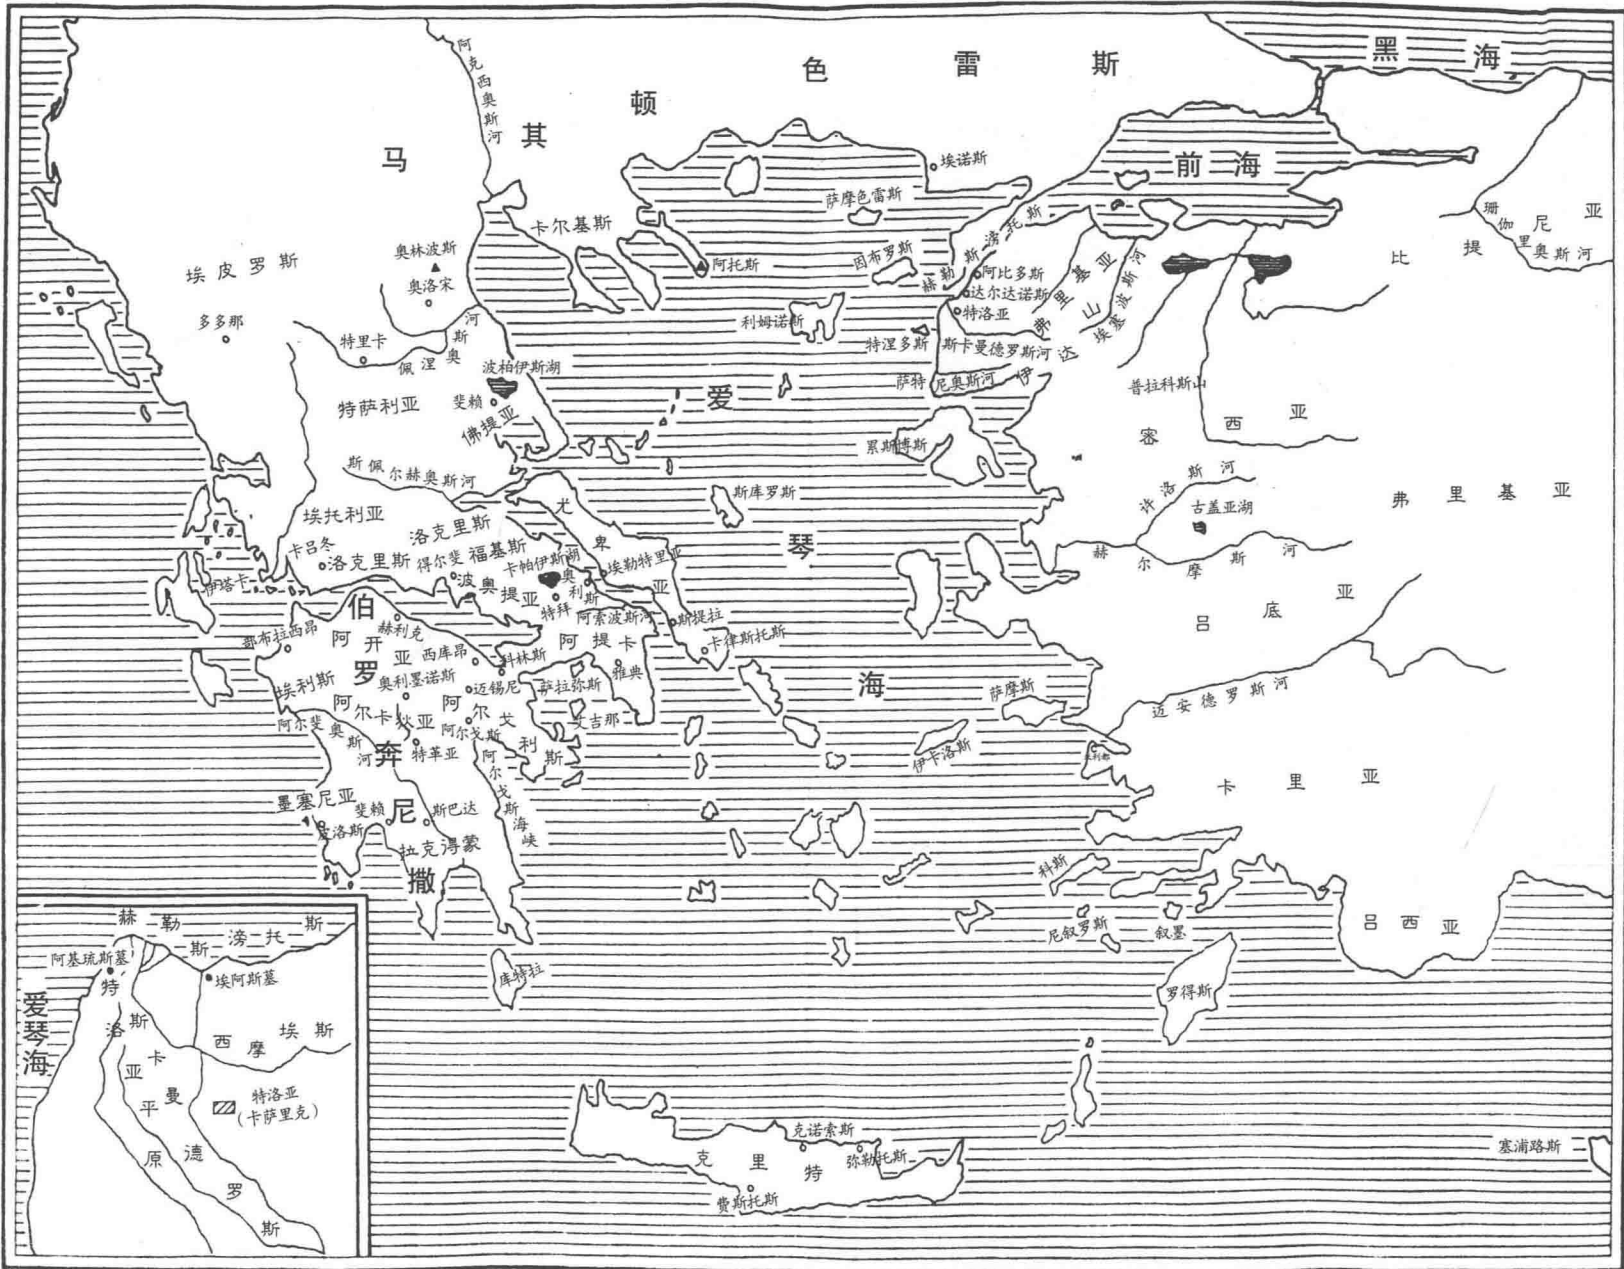 黑海
色雷斯
马其顿
阿克西奥斯河
前海
埃诺斯
萨摩色雷斯
卡尔基斯
赫勒斯滂托斯
珊伽里奥斯河
比提尼亚
埃皮罗斯
奥林波斯
奥洛宋
阿托斯
因布罗斯
阿比多斯
达尔达诺斯
特洛亚
弗里基亚
埃塞波斯河
多多那
特里卡
佩涅奥斯河
利姆诺斯
特涅多斯
斯卡曼德罗斯河
伊达山
波柏伊斯湖
萨特尼奥斯河
普拉科斯山
特萨利亚
斐赖
佛提亚
爱琴海
密西亚
累斯博斯
斯佩尔赫奥斯河
斯库罗斯
许洛斯河
古盖亚湖
弗里基亚
埃托利亚
洛克里斯
尤卑亚
赫尔摩斯河
卡吕冬
洛克里斯
得尔斐
福基斯
卡帕伊斯湖
埃勒特里亚
伊塔卡
波奥提亚
奥利斯
特拜
阿索波斯河
斯提拉
吕底亚
伯罗奔尼撒
都布拉西昂
阿开亚
赫利克
西库昂
科林斯
阿提卡
雅典
卡律斯托斯
埃利斯
奥利墨诺斯
迈锡尼
萨拉弥斯
萨摩斯
迈安德罗斯河
阿尔卡狄亚
阿尔戈利斯
艾吉那
阿尔斐奥斯河
特革亚
阿尔戈斯
伊卡洛斯
卡里亚
墨塞尼亚
斐赖
斯巴达
阿尔戈斯海峡
皮洛斯
拉克得蒙
科斯
尼叙罗斯
叙墨
吕西亚
库特拉
罗得斯
克诺索斯
克里特
弥勒托斯
费斯托斯
塞浦路斯
赫勒斯滂托斯
阿基琉斯墓
埃阿斯墓
爱琴海
特洛亚平原
斯卡曼德罗斯
西摩埃斯
特洛亚
(卡萨里克)